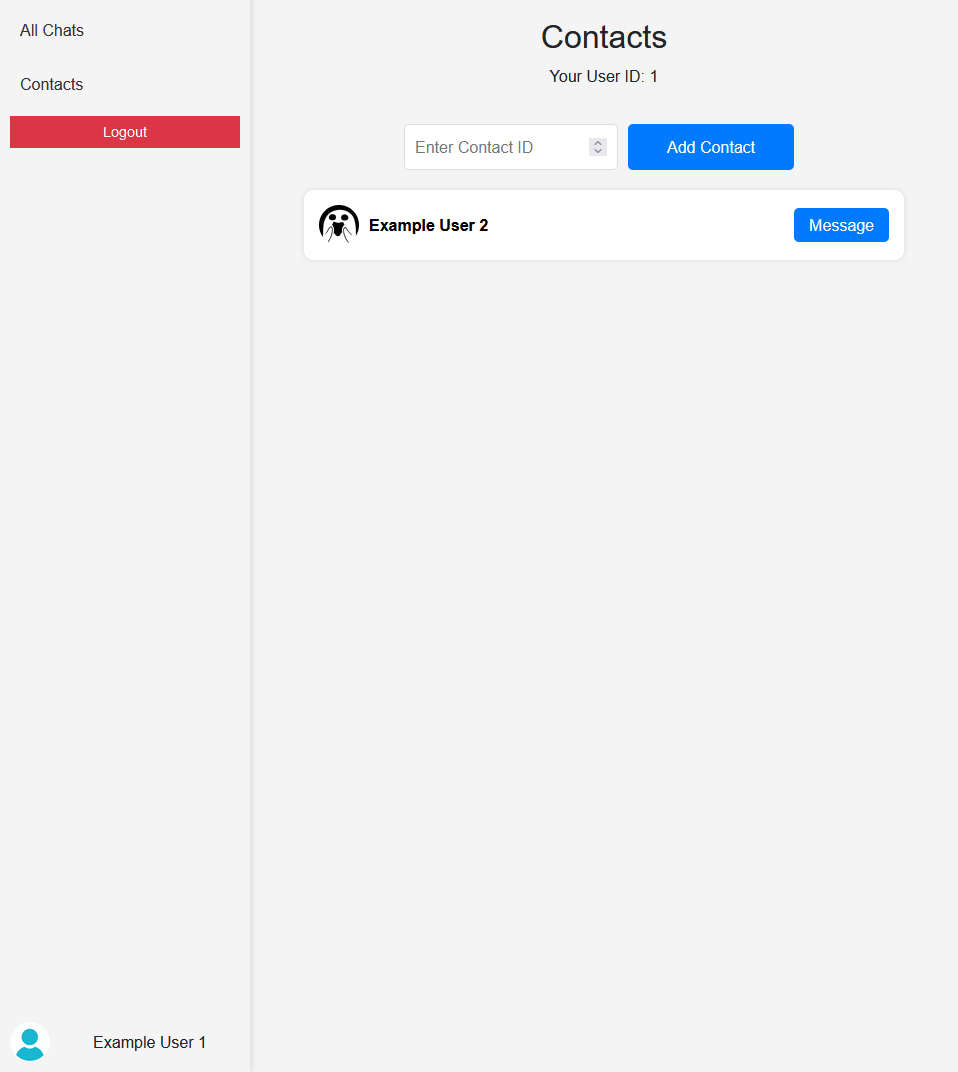 All Chats
Contacts
Logout
Example User 1
Contacts
Your User ID: 1
Enter Contact ID
Add Contact
Example User 2
Message